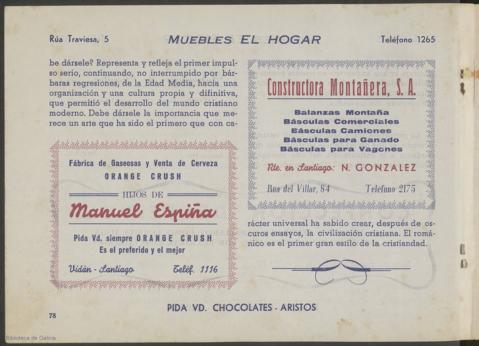 Rúa Traviesa, 5 MUEBLES EL HOGAR Teléfono 1265
be dársele? Representa y refleja el primer impul-
so serio, continuando, no interrumpido por bár-
baras regresiones, de la Edad Media, hacia una
organización y una cultura propia y difinitiva,
que permitió el desarrollo del mundo cristiano
moderno. Debe dársele la importancia que me-
rece un arte que ha sido el primero que con ca-
Fábrica de Gaseosas y Venta de Cerveza
ORANGE CRUSH
HIJOS DE
Manuel Espiña
Pida Vd. siempre ORANGE CRUSH
Es el preferido y el mejor
Vidán - Santiago Teléf. 1116
Constructora Montañera, S. A.
Balanzas Montaña
Básculas Comerciales
Básculas Camiones
Básculas para Ganado
Básculas para Vagones
Rte. en Santiago: N. GONZALEZ
Rua del Villar, 84 Telefono 2175
rácter universal ha sabido crear, después de os-
curos ensayos, la civilización cristiana. El romá-
nico es el primer gran estilo de la cristiandad.
PIDA VD. CHOCOLATES - ARISTOS
78
Biblioteca de Galicia